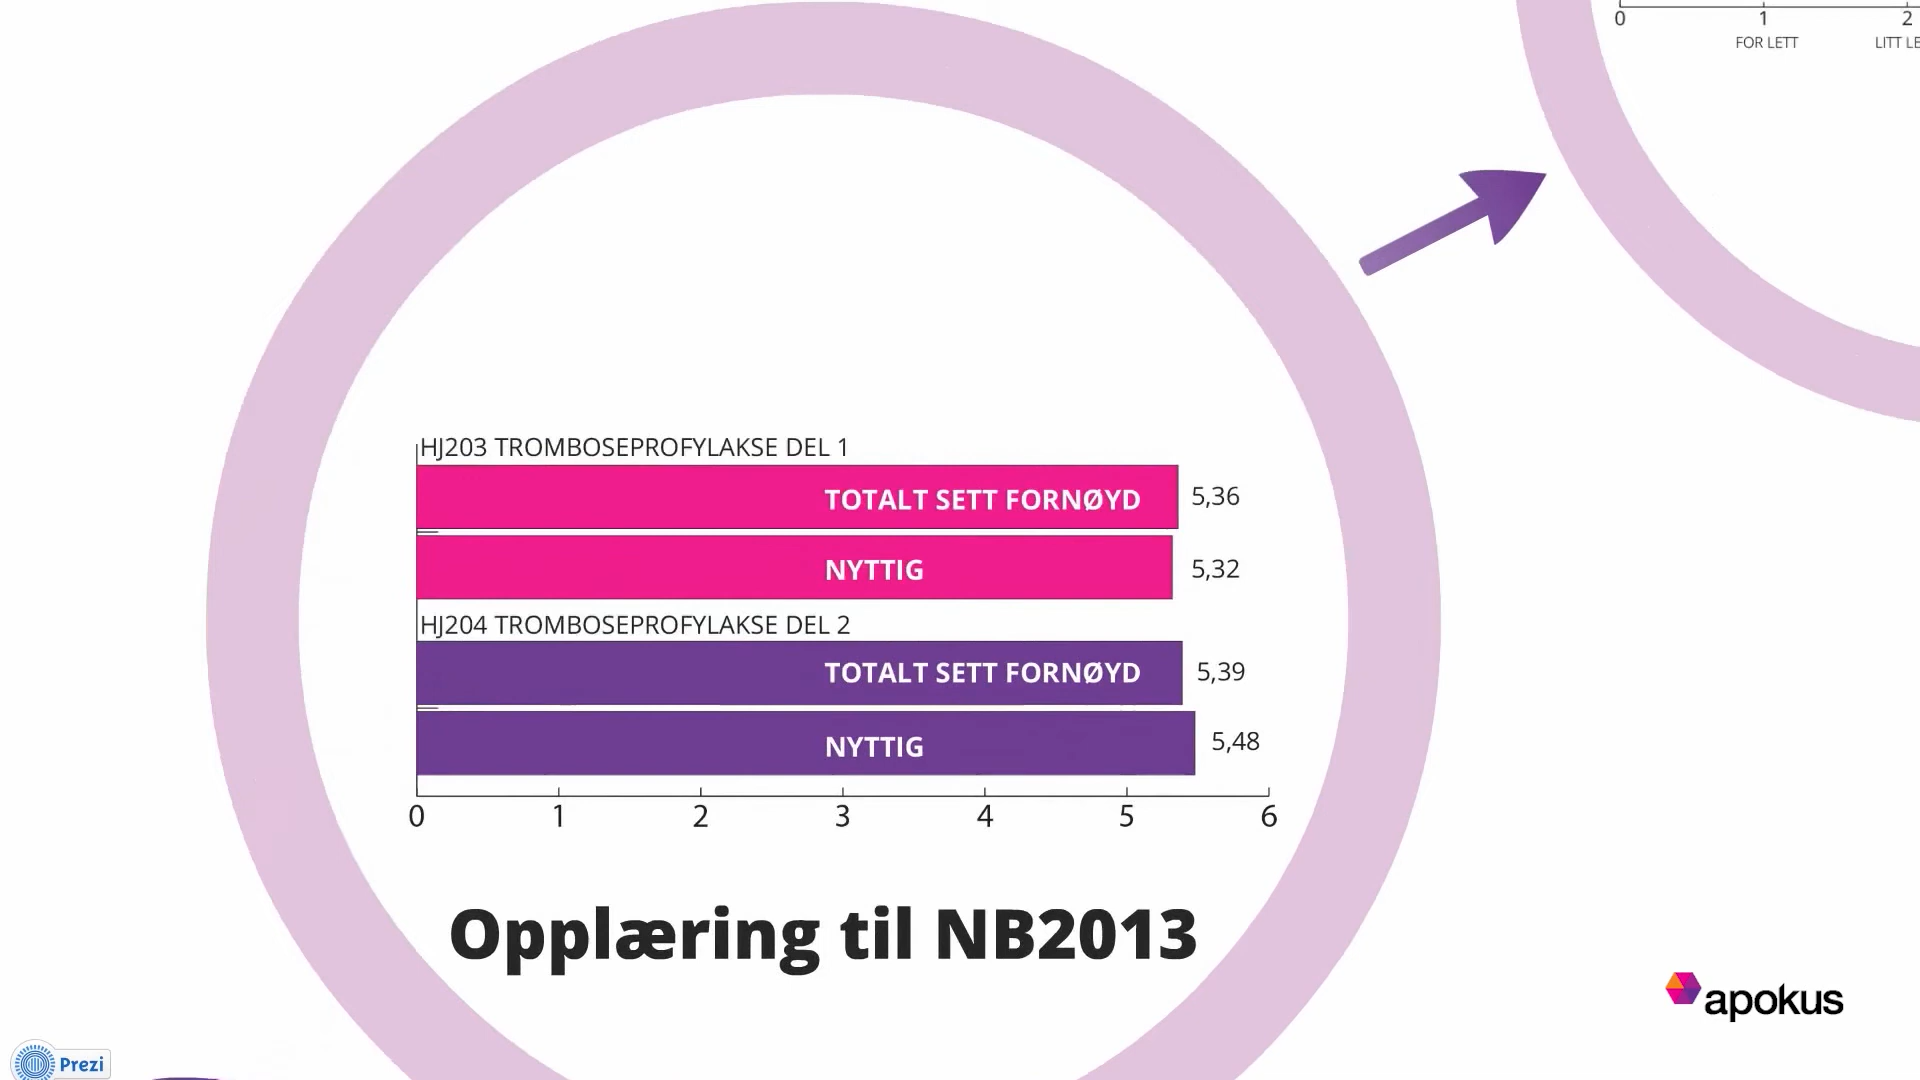 0 1 2
FOR LETT
HJ203 TROMBOSEPROFYLAKSE DEL 1
TOTALT SETT FORNØYD 5,36
NYTTIG 5,32
HJ204 TROMBOSEPROFYLAKSE DEL 2
TOTALT SETT FORNØYD 5,39
NYTTIG 5,48
0 1 2 3 4 5 6
Opplæring til NB2013
apokus
Prezi